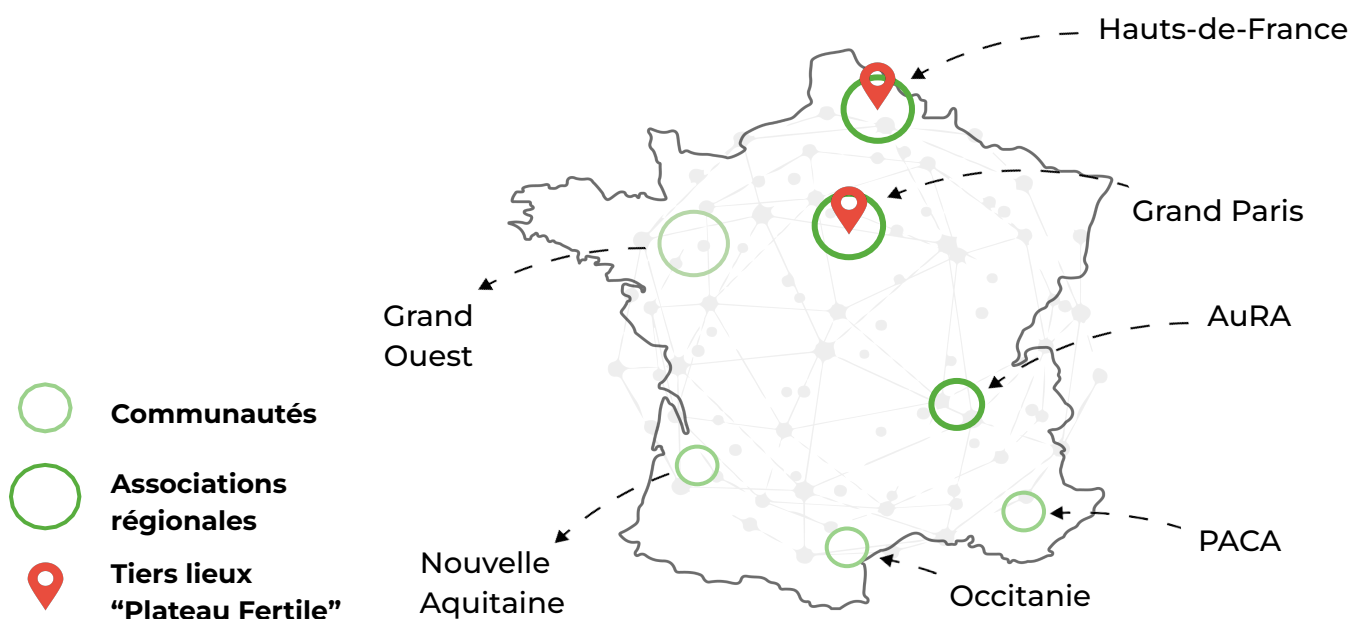 Hauts-de-France
Grand Paris
AuRA
Grand
Ouest
Communautés
Associations
régionales
Tiers lieux
“Plateau Fertile”
Nouvelle
Aquitaine
Occitanie
PACA